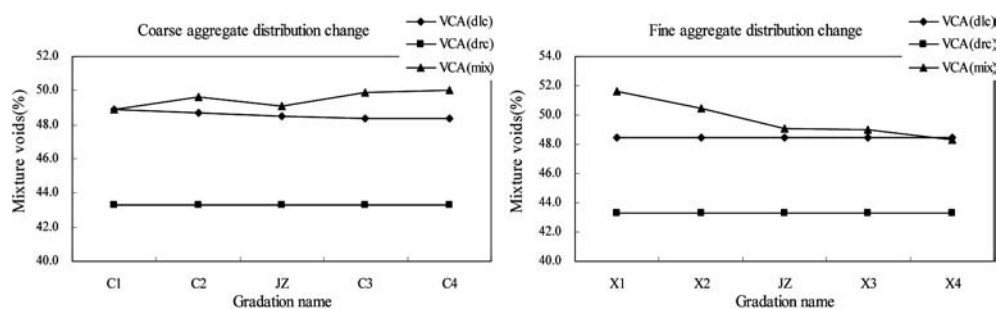 Coarse aggregate distribution change
VCA(dlc)
VCA(drc)
VCA(mix)
Mixture voids(%)
52.0
50.0
48.0
46.0
44.0
42.0
40.0
C1 C2 JZ C3 C4
Gradation name
Fine aggregate distribution change
VCA(dlc)
VCA(drc)
VCA(mix)
Mixture voids(%)
54.0
52.0
50.0
48.0
46.0
44.0
42.0
40.0
X1 X2 JZ X3 X4
Gradation name